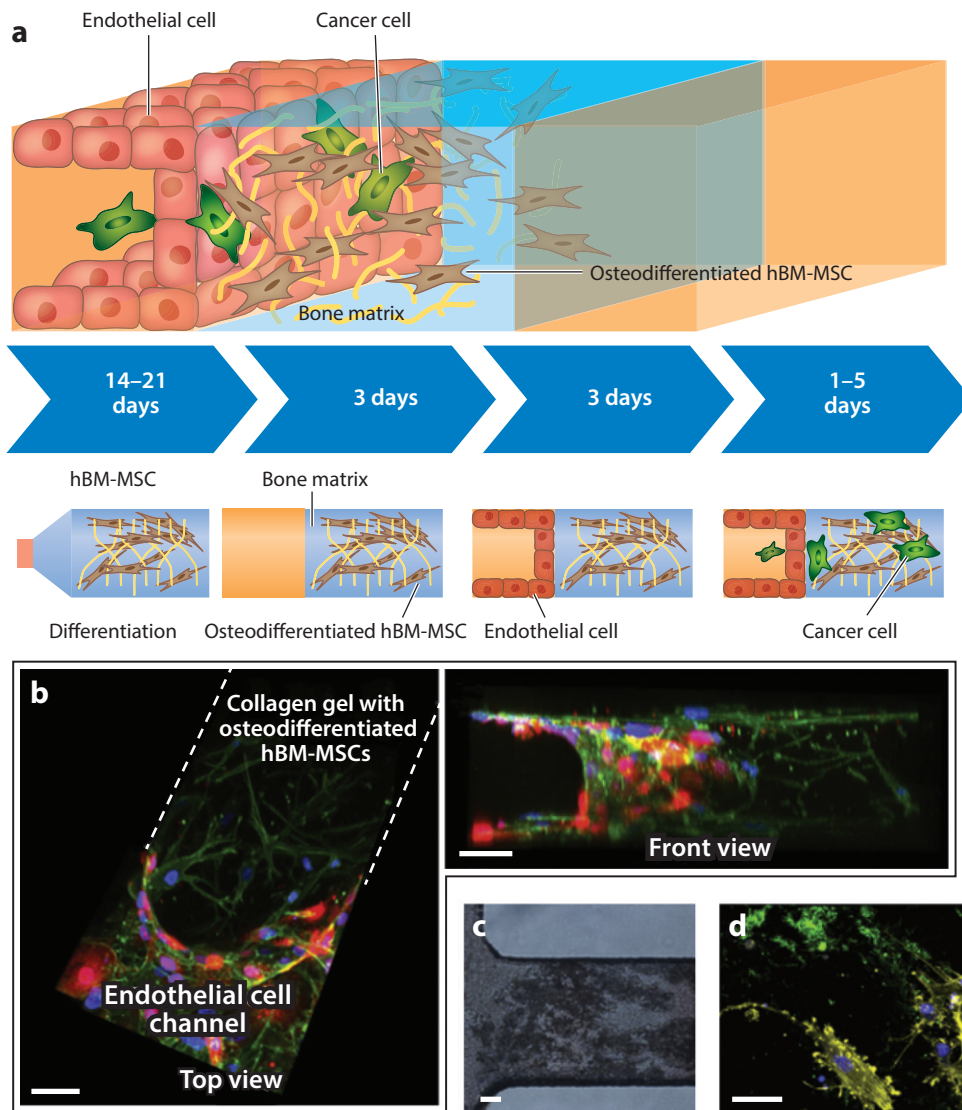 a
Endothelial cell
Cancer cell
Osteodifferentiated hBM-MSC
Bone matrix
14–21
days
3 days
3 days
1–5
days
hBM-MSC
Bone matrix
Differentiation
Osteodifferentiated hBM-MSC
Endothelial cell
Cancer cell
b
Collagen gel with
osteodifferentiated
hBM-MSCs
Endothelial cell
channel
Top view
Front view
c
d